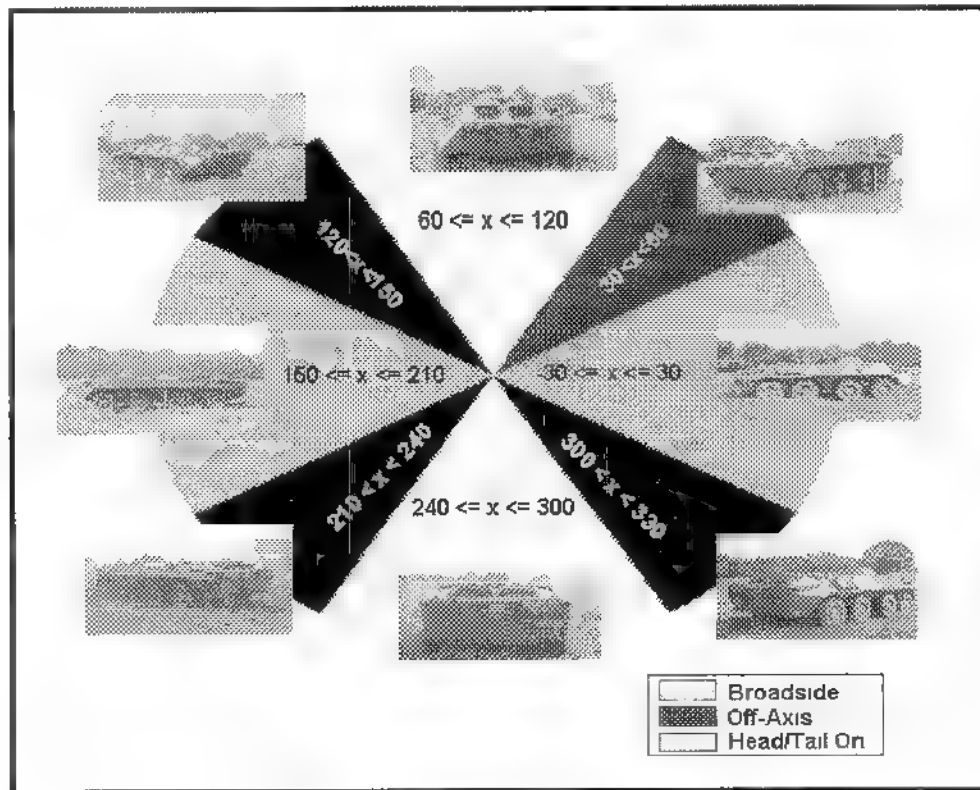 60 <= x <= 120
120<x<150
30<x<60
150 <= x <= 210
-30 <= x <= 30
210 < x < 240
300 < x < 330
240 <= x <= 300
Broadside
Off-Axis
Head/Tail On